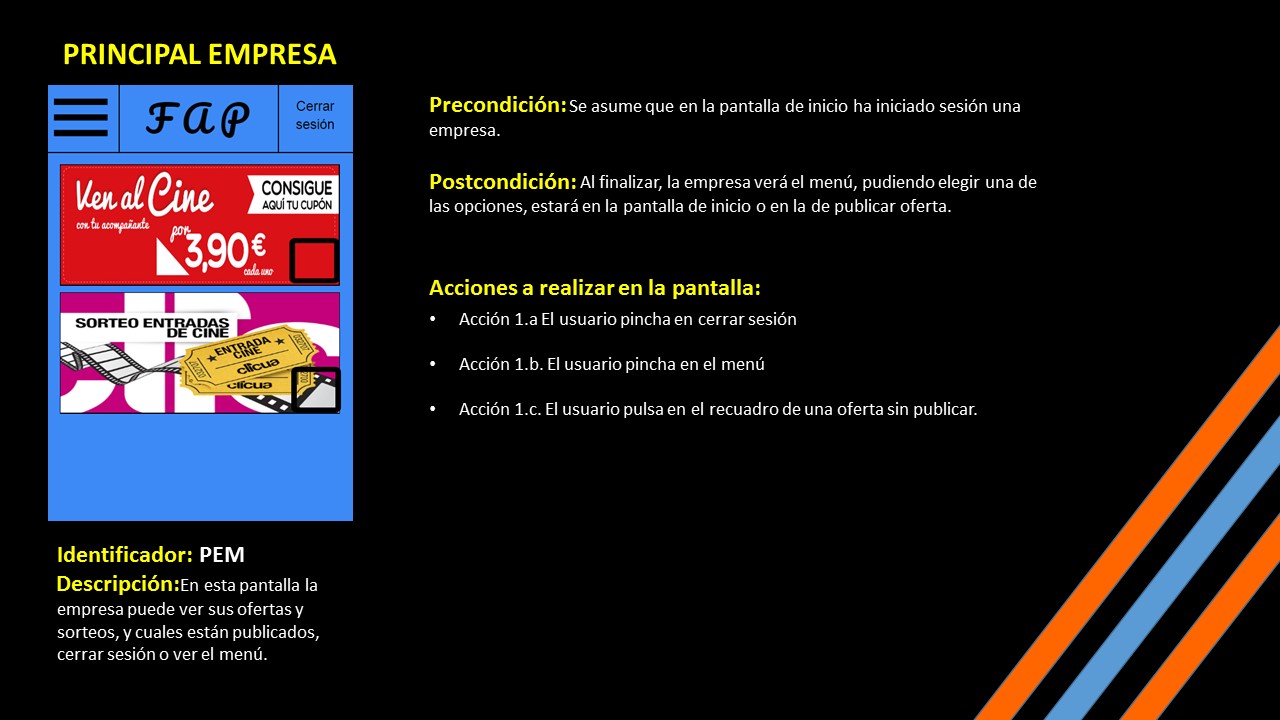 PRINCIPAL EMPRESA
FAP
Cerrar
sesión
Ven al Cine
con tu acompañante
por
3,90€
cada uno
CONSIGUE
AQUÍ TU CUPÓN
SORTEO ENTRADAS
DE CINE
ENTRADA
CINE
clicua
clicua
Identificador: PEM
Descripción:En esta pantalla la
empresa puede ver sus ofertas y
sorteos, y cuales están publicados,
cerrar sesión o ver el menú.
Precondición: Se asume que en la pantalla de inicio ha iniciado sesión una
empresa.
Postcondición: Al finalizar, la empresa verá el menú, pudiendo elegir una de
las opciones, estará en la pantalla de inicio o en la de publicar oferta.
Acciones a realizar en la pantalla:
• Acción 1.a El usuario pincha en cerrar sesión
• Acción 1.b. El usuario pincha en el menú
• Acción 1.c. El usuario pulsa en el recuadro de una oferta sin publicar.